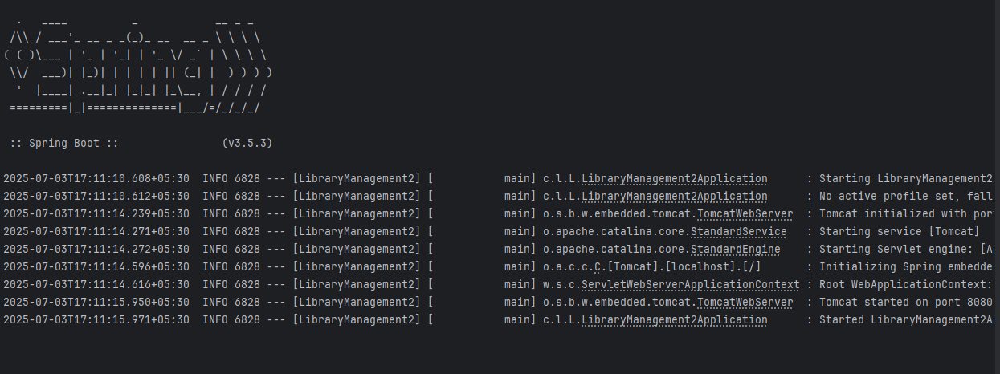 .   ____          _            __ _ _
 /\\ / ___'_ __ _ _(_)_ __  __ _ \ \ \ \
( ( )\___ | '_ | '_| | '_ \/ _` | \ \ \ \
 \\/  ___)| |_)| | | | | || (_| |  ) ) ) )
  '  |____| .__|_| |_|_| |_\__, | / / / /
 =========|_|==============|___/=/_/_/_/
 :: Spring Boot ::                (v3.5.3)
2025-07-03T17:11:10.608+05:30  INFO 6828 --- [LibraryManagement2] [           main] c.l.L.LibraryManagement2Application      : Starting LibraryManagement2
2025-07-03T17:11:10.612+05:30  INFO 6828 --- [LibraryManagement2] [           main] c.l.L.LibraryManagement2Application      : No active profile set,
2025-07-03T17:11:14.239+05:30  INFO 6828 --- [LibraryManagement2] [           main] o.s.b.w.embedded.tomcat.TomcatWebServer  : Tomcat initialized with port
2025-07-03T17:11:14.271+05:30  INFO 6828 --- [LibraryManagement2] [           main] o.apache.catalina.core.StandardService   : Starting service [Tomcat]
2025-07-03T17:11:14.272+05:30  INFO 6828 --- [LibraryManagement2] [           main] o.apache.catalina.core.StandardEngine    : Starting Servlet engine: [Ap
2025-07-03T17:11:14.596+05:30  INFO 6828 --- [LibraryManagement2] [           main] o.a.c.c.C.[Tomcat].[localhost].[/]       : Initializing Spring embedde
2025-07-03T17:11:14.616+05:30  INFO 6828 --- [LibraryManagement2] [           main] w.s.c.ServletWebServerApplicationContext : Root WebApplicationContext:
2025-07-03T17:11:15.950+05:30  INFO 6828 --- [LibraryManagement2] [           main] o.s.b.w.embedded.tomcat.TomcatWebServer  : Tomcat started on port 8080
2025-07-03T17:11:15.971+05:30  INFO 6828 --- [LibraryManagement2] [           main] c.l.L.LibraryManagement2Application      : Started LibraryManagement2Ap